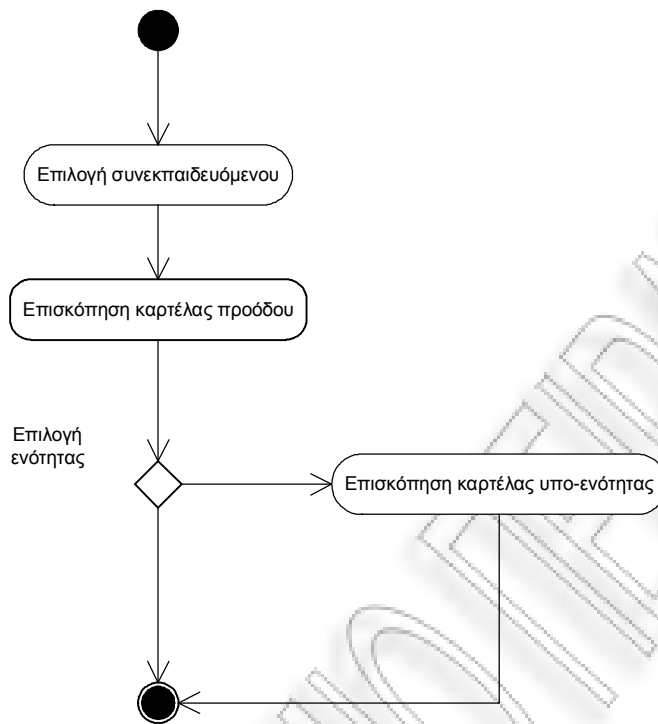 Επιλογή συνεκπαιδευόμενου
Επισκόπηση καρτέλας προόδου
Επιλογή
ενότητας
Επισκόπηση καρτέλας υπο-ενότητας